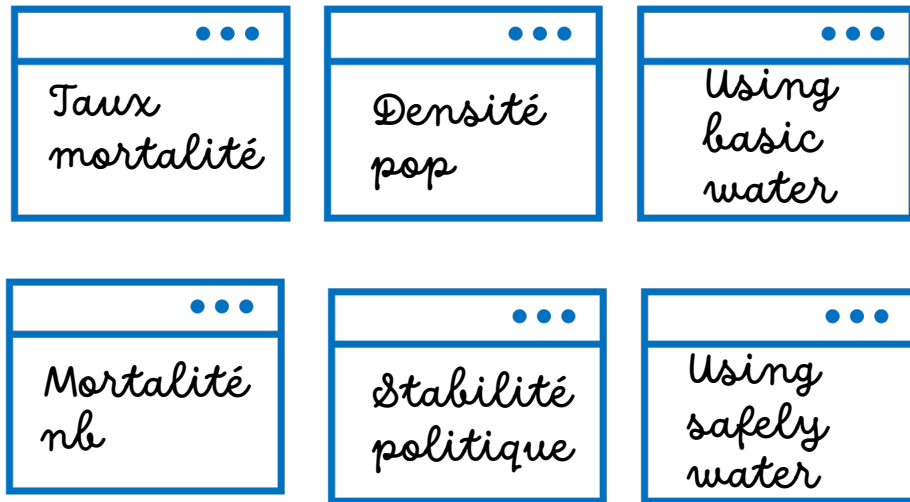 Taux
mortalité
Densité
pop
Using
basic
water
Mortalité
nb
Stabilité
politique
Using
safely
water